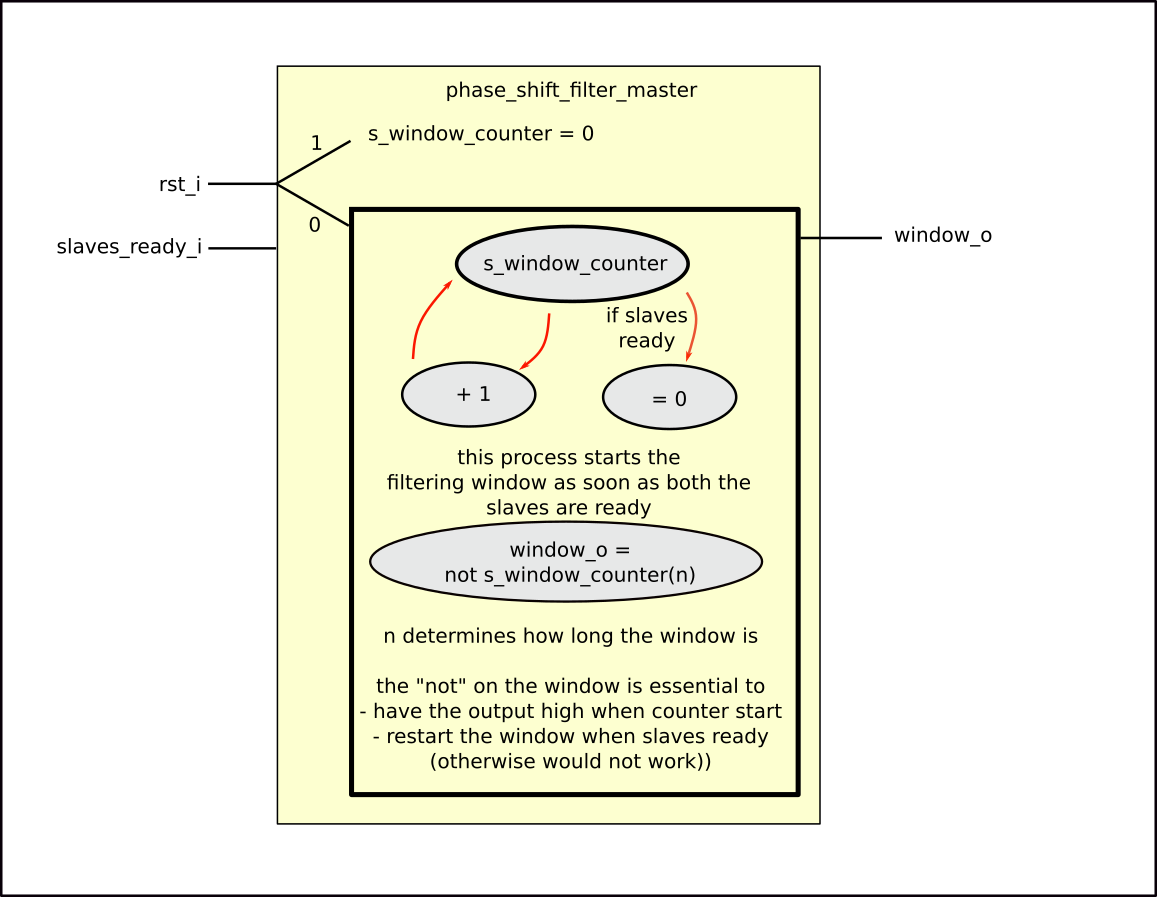 phase_shift_filter_master
1
s_window_counter = 0
rst_i
0
slaves_ready_i
window_o
s_window_counter
if slaves
ready
+ 1
= 0
this process starts the
filtering window as soon as both the
slaves are ready
window_o =
not s_window_counter(n)
n determines how long the window is
the "not" on the window is essential to
- have the output high when counter start
- restart the window when slaves ready
(otherwise would not work))